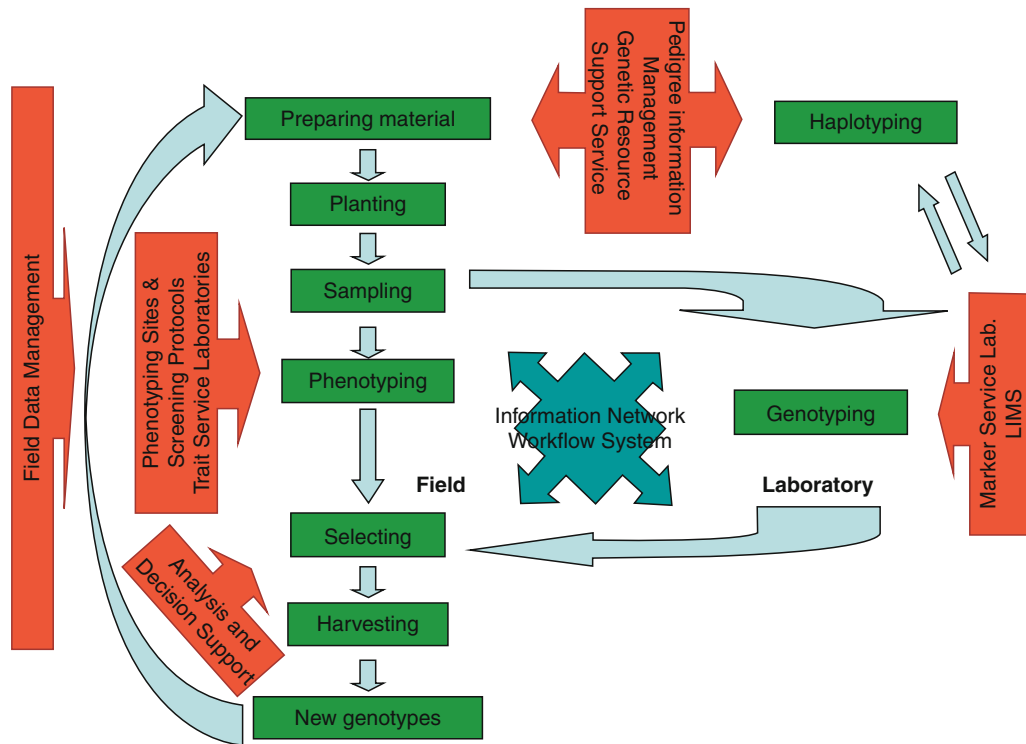 Pedigree information
Management
Genetic Resource
Support Service
Preparing material
Haplotyping
Planting
Sampling
Field Data Management
Phenotyping Sites &
Screening Protocols
Trait Service Laboratories
Phenotyping
Information Network
Workflow System
Genotyping
Marker Service Lab.
LIMS
Field
Laboratory
Selecting
Analysis and
Decision Support
Harvesting
New genotypes